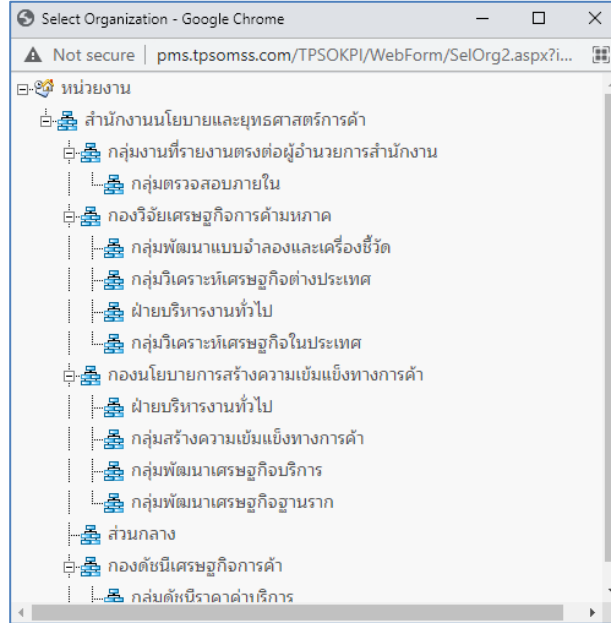 Select Organization - Google Chrome
Not secure | pms.tpsomss.com/TPSOKPI/WebForm/SelOrg2.aspx?i...
หน่วยงาน
สำนักงานนโยบายและยุทธศาสตร์การค้า
กลุ่มงานที่รายงานตรงต่อผู้อำนวยการสำนักงาน
กลุ่มตรวจสอบภายใน
กองวิจัยเศรษฐกิจการค้ามหภาค
กลุ่มพัฒนาแบบจำลองและเครื่องชี้วัด
กลุ่มวิเคราะห์เศรษฐกิจต่างประเทศ
ฝ่ายบริหารงานทั่วไป
กลุ่มวิเคราะห์เศรษฐกิจในประเทศ
กองนโยบายการสร้างความเข้มแข็งทางการค้า
ฝ่ายบริหารงานทั่วไป
กลุ่มสร้างความเข้มแข็งทางการค้า
กลุ่มพัฒนาเศรษฐกิจบริการ
กลุ่มพัฒนาเศรษฐกิจฐานราก
ส่วนกลาง
กองดัชนีเศรษฐกิจการค้า
กลุ่มดัชนีราคาค่าบริการ